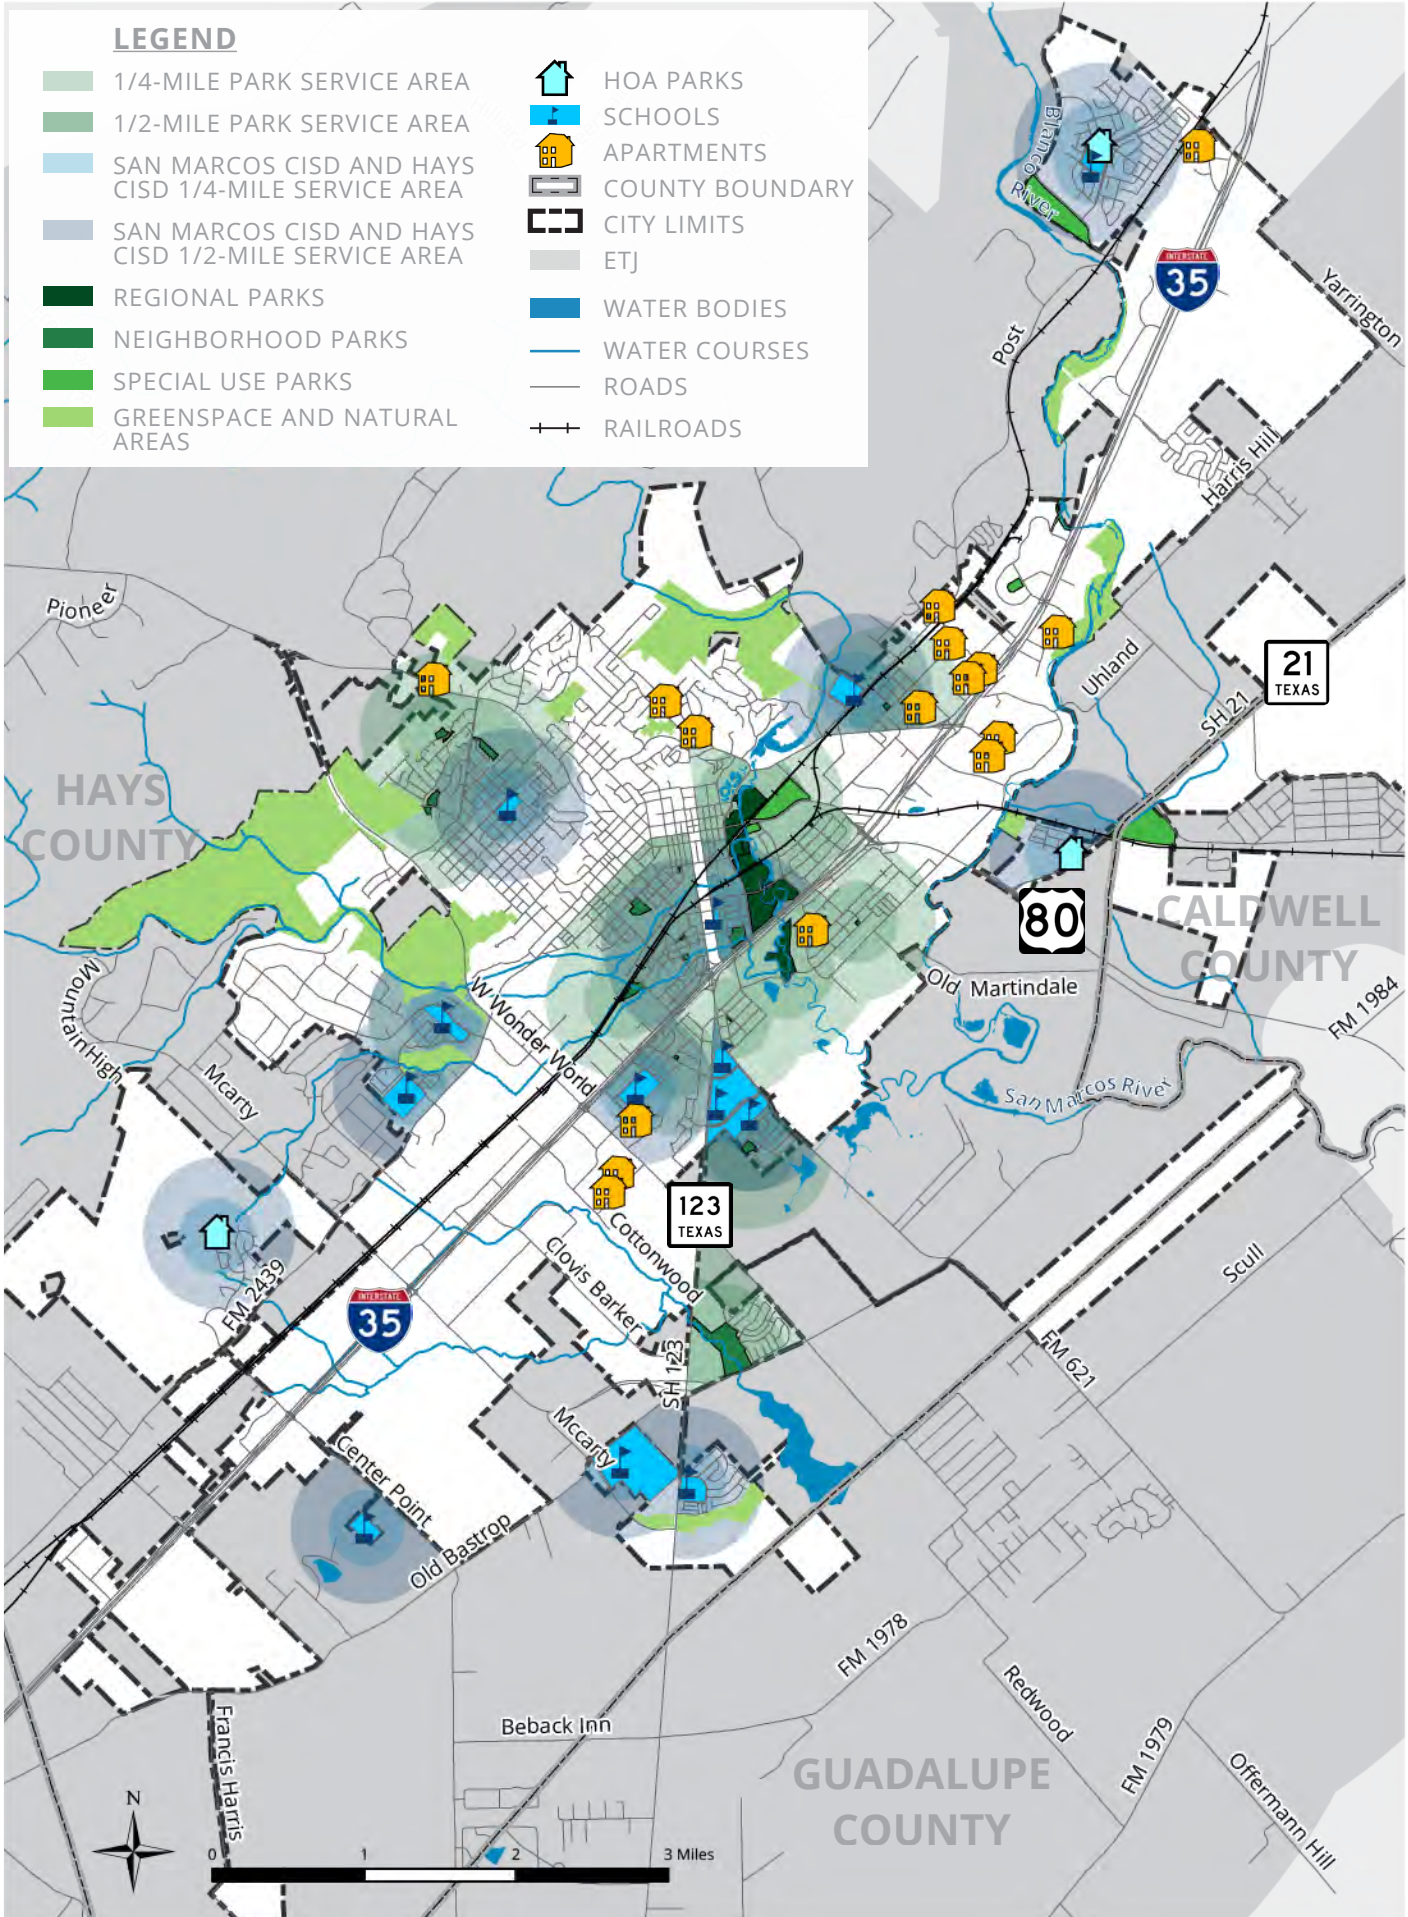 LEGEND
1/4-MILE PARK SERVICE AREA
1/2-MILE PARK SERVICE AREA
SAN MARCOS CISD AND HAYS
CISD 1/4-MILE SERVICE AREA
SAN MARCOS CISD AND HAYS
CISD 1/2-MILE SERVICE AREA
REGIONAL PARKS
NEIGHBORHOOD PARKS
SPECIAL USE PARKS
GREENSPACE AND NATURAL
AREAS
HOA PARKS
SCHOOLS
APARTMENTS
COUNTY BOUNDARY
CITY LIMITS
ETJ
WATER BODIES
WATER COURSES
ROADS
RAILROADS
Blanco
River
INTERSTATE
35
Yarrington
Post
Harris Hill
Pioneer
Uhland
21
TEXAS
SH 21
HAYS
COUNTY
80
CALDWELL
COUNTY
Old Martindale
FM 1984
Mountain High
W Wonder World
Mcarty
San Marcos River
123
TEXAS
Cottonwood
Clovis Barker
FM 2439
INTERSTATE
35
Scull
FM 621
SH 123
Mccarty
Center Point
Old Bastrop
FM 1978
Redwood
Beback Inn
FM 1979
Francis Harris
GUADALUPE
COUNTY
Offermann Hill
N
0 1 2 3 Miles